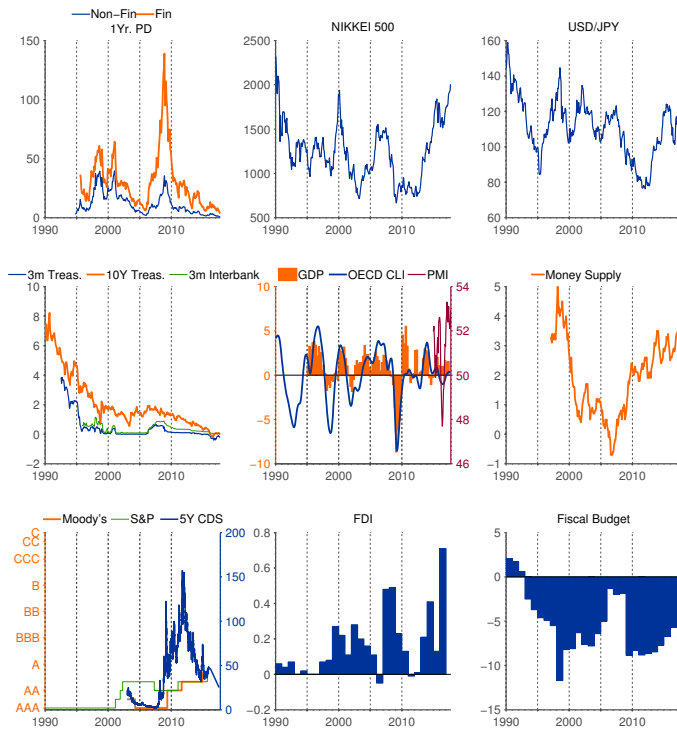 Non−Fin Fin
1Yr. PD
NIKKEI 500
USD/JPY
150
100
50
0
1990 2000 2010
2500
2000
1500
1000
500
1990 2000 2010
160
140
120
100
80
60
1990 2000 2010
3m Treas. 10Y Treas. 3m Interbank
10
8
6
4
2
0
−2
1990 2000 2010
GDP OECD CLI PMI
10
5
0
−5
−10
54
52
50
48
46
1990 2000 2010
Money Supply
5
4
3
2
1
0
−1
1990 2000 2010
Moody's S&P 5Y CDS
C
CC
CCC
B
BB
BBB
A
AA
AAA
200
150
100
50
0
1990 2000 2010
FDI
0.8
0.6
0.4
0.2
0
−0.2
1990 2000 2010
Fiscal Budget
5
0
−5
−10
−15
1990 2000 2010